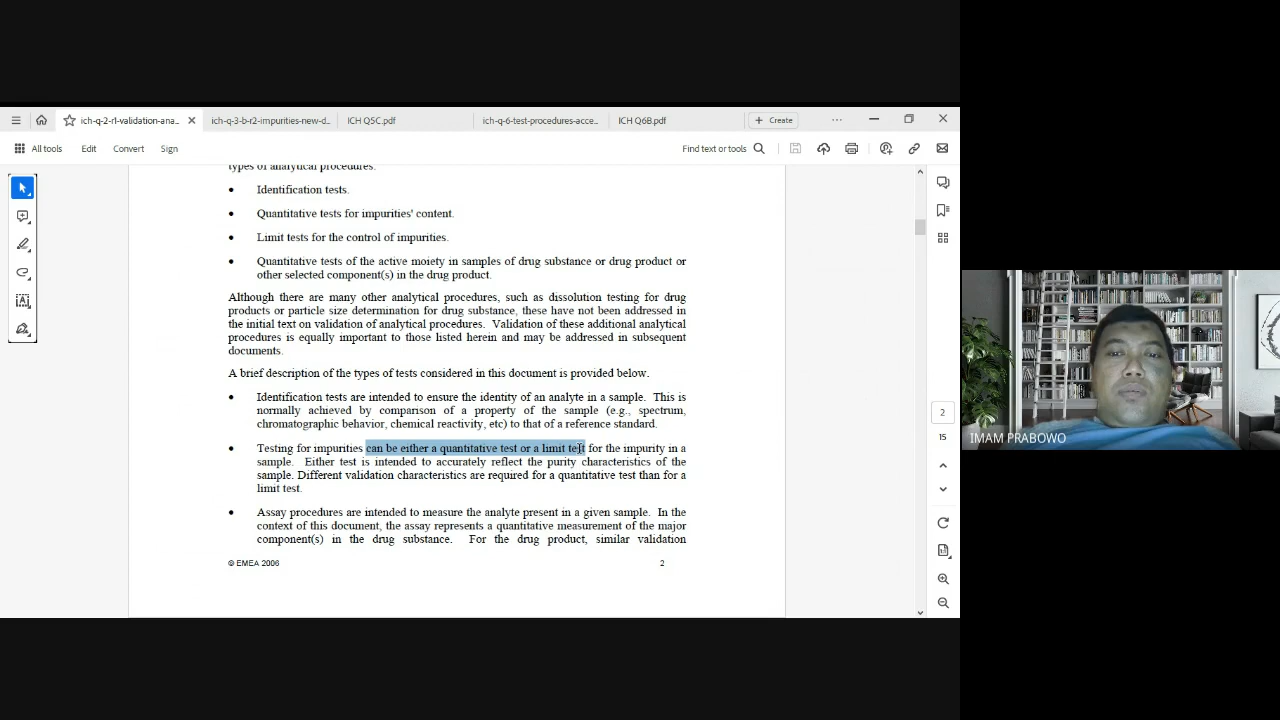 ich-q-2-r1-validation-ana...
ich-q-3-b-r2-impurities-new-d...
ICH Q5C.pdf
ich-q-6-test-procedures-acce...
ICH Q6B.pdf
Create
All tools
Edit
Convert
Sign
Find text or tools
types of analytical procedures.
• Identification tests.
• Quantitative tests for impurities' content.
• Limit tests for the control of impurities.
• Quantitative tests of the active moiety in samples of drug substance or drug product or
other selected component(s) in the drug product.
Although there are many other analytical procedures, such as dissolution testing for drug
products or particle size determination for drug substance, these have not been addressed in
the initial text on validation of analytical procedures. Validation of these additional analytical
procedures is equally important to those listed herein and may be addressed in subsequent
documents.
A brief description of the types of tests considered in this document is provided below.
• Identification tests are intended to ensure the identity of an analyte in a sample. This is
normally achieved by comparison of a property of the sample (e.g., spectrum,
chromatographic behavior, chemical reactivity, etc) to that of a reference standard.
• Testing for impurities can be either a quantitative test or a limit test for the impurity in a
sample. Either test is intended to accurately reflect the purity characteristics of the
sample. Different validation characteristics are required for a quantitative test than for a
limit test.
• Assay procedures are intended to measure the analyte present in a given sample. In the
context of this document, the assay represents a quantitative measurement of the major
component(s) in the drug substance. For the drug product, similar validation
© EMEA 2006
2
2
15
IMAM PRABOWO